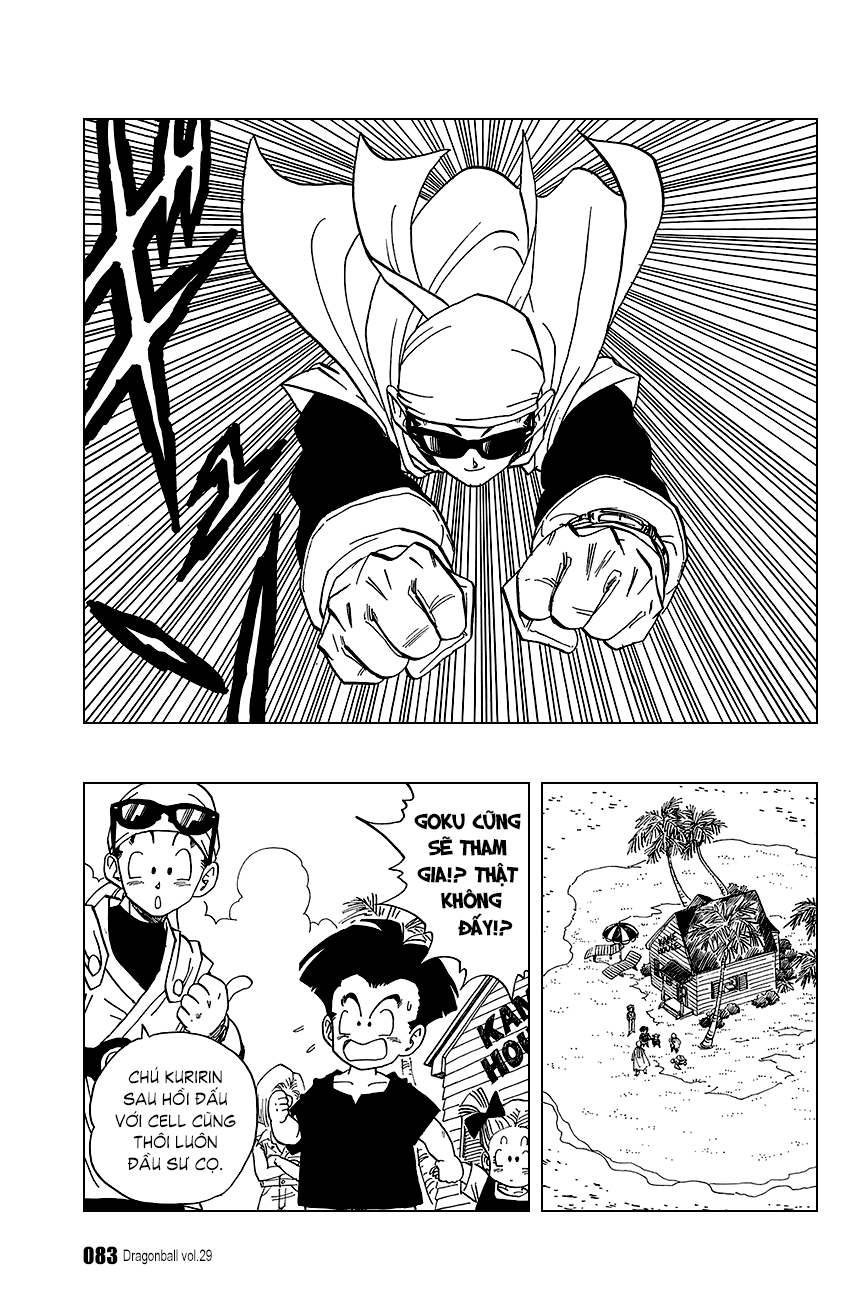 GOKU CŨNG
SẼ THAM
GIA!? THẬT
KHÔNG
ĐẤY!?
KAME
HOUSE
CHÚ KURIRIN
SAU HỒI ĐẤU
VỚI CELL CŨNG
THÔI LUÔN
ĐẦU SƯ CỌ.
083 Dragonball vol.29